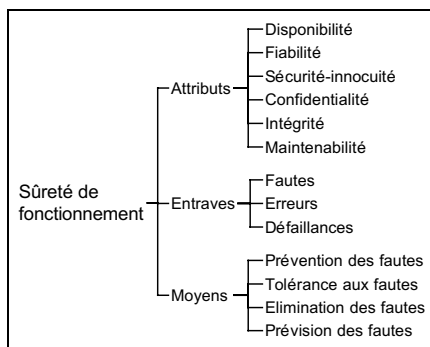 Sûreté de
fonctionnement
Attributs
Disponibilité
Fiabilité
Sécurité-innocuité
Confidentialité
Intégrité
Maintenabilité
Entraves
Fautes
Erreurs
Défaillances
Moyens
Prévention des fautes
Tolérance aux fautes
Elimination des fautes
Prévision des fautes